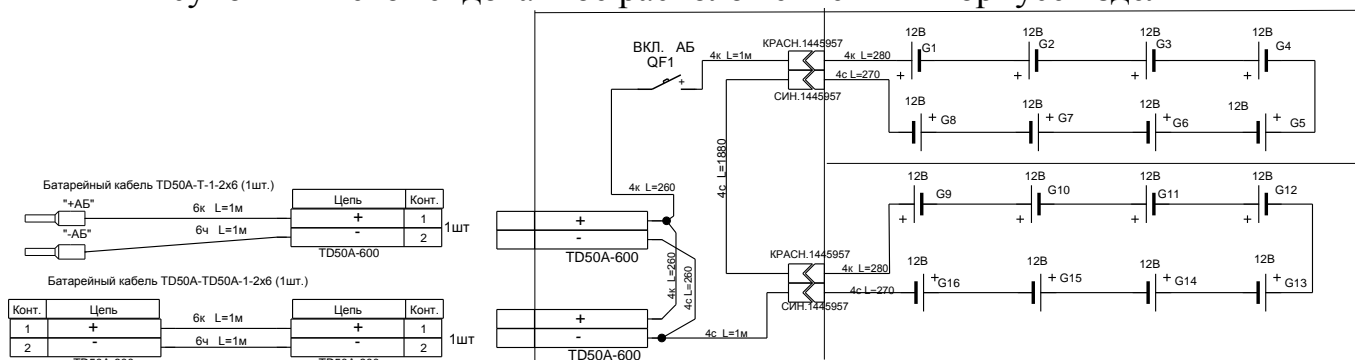 ВКЛ. АБ
QF1
4к L=1м
КРАСН.1445957
СИН.1445957
4к L=280
4с L=270
12В
G1
+
12В
G2
+
12В
G3
+
12В
G4
+
12В
+ G8
12В
+ G7
12В
+ G6
12В
+ G5
4с L=1880
4к L=260
Батарейный кабель TD50A-T-1-2x6 (1шт.)
"+АБ"
6к L=1м
"-АБ"
6ч L=1м
Цепь Конт.
+ 1
- 2
1шт
TD50A-600
+
-
TD50A-600
4к L=260
4с L=260
12В
G9
+
12В
G10
+
12В
G11
+
12В
G12
+
КРАСН.1445957
СИН.1445957
4к L=280
4с L=270
12В
+ G16
12В
+ G15
12В
+ G14
12В
+ G13
Батарейный кабель TD50A-TD50A-1-2x6 (1шт.)
Конт. Цепь
1 +
2 -
6к L=1м
6ч L=1м
Цепь Конт.
+ 1
- 2
1шт
+
-
TD50A-600
4с L=1м